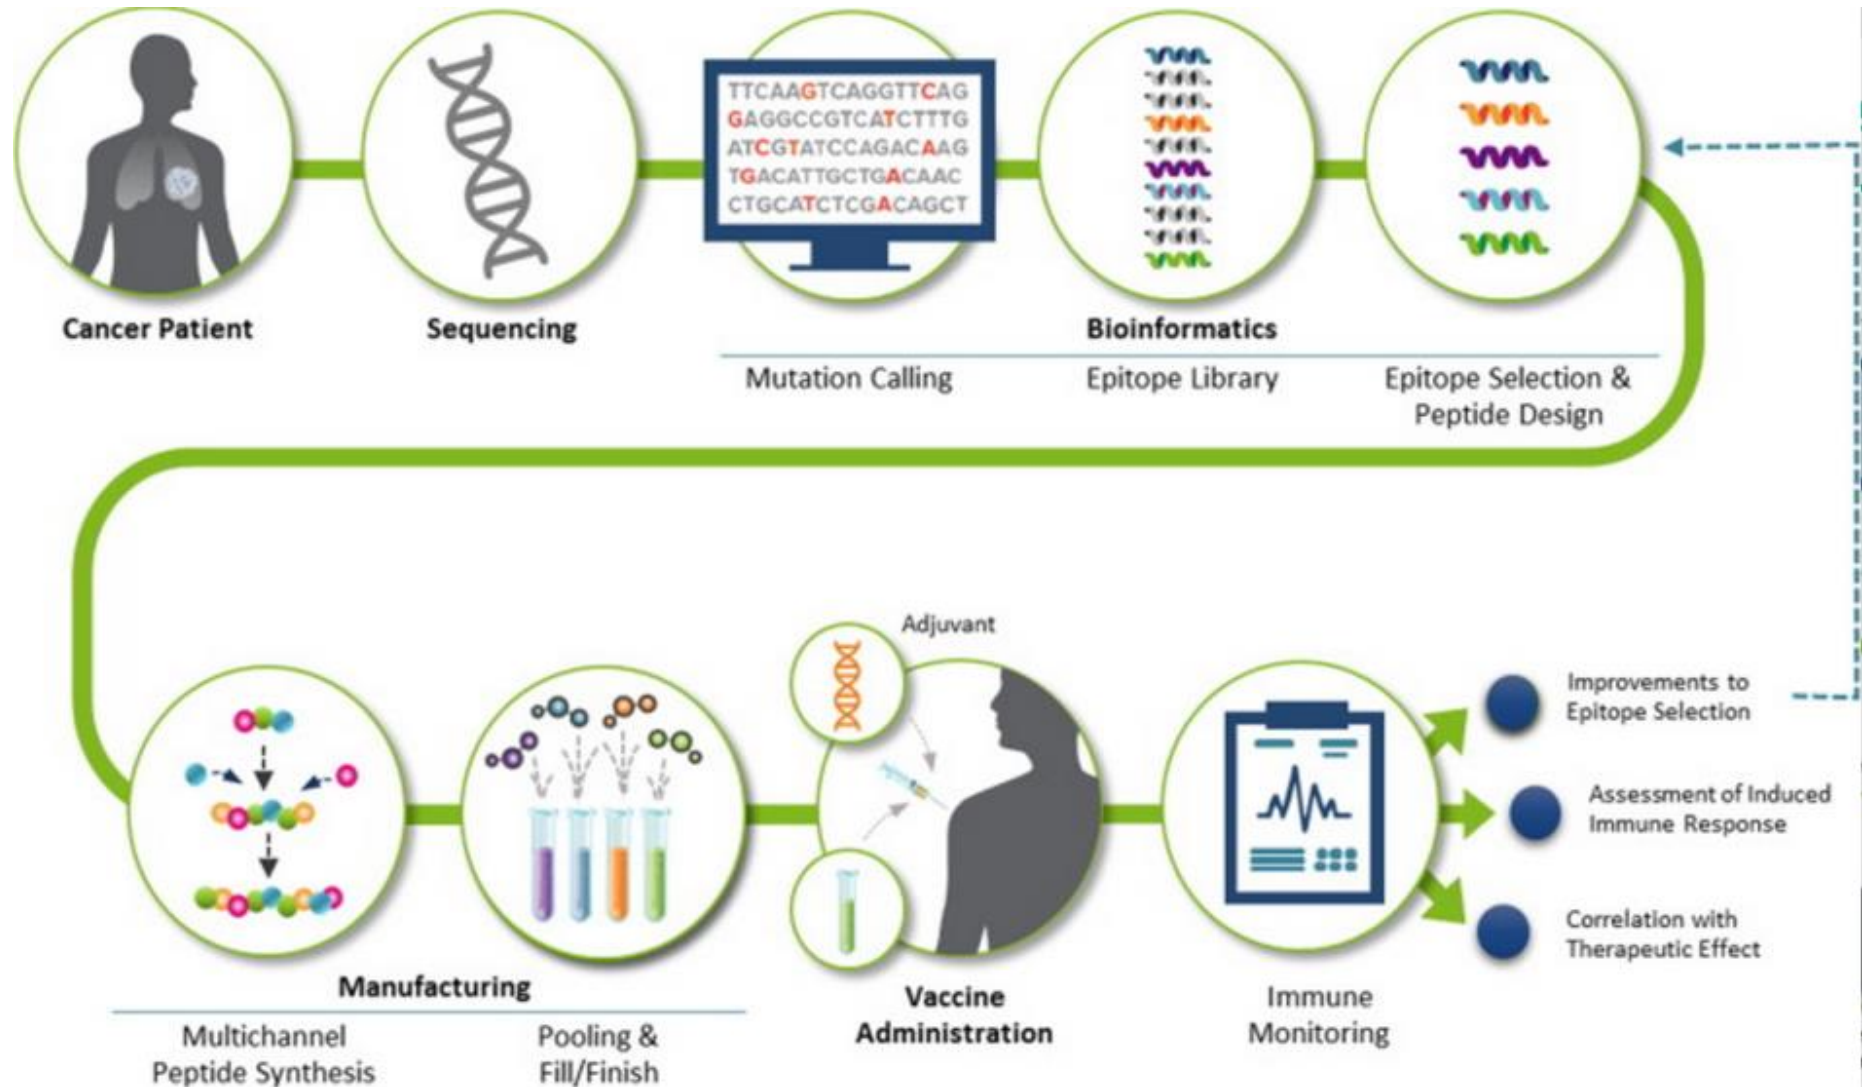 TTCAAGTCAGGTTCAG
GAGGCCGTCATCTTTG
ATCGTATCCAGACAAG
TGACATTGCTGACAAC
CTGCATCTCGACAGCT
Cancer Patient
Sequencing
Bioinformatics
Mutation Calling
Epitope Library
Epitope Selection &
Peptide Design
Adjuvant
Improvements to
Epitope Selection
Assessment of Induced
Immune Response
Correlation with
Therapeutic Effect
Manufacturing
Multichannel
Peptide Synthesis
Pooling &
Fill/Finish
Vaccine
Administration
Immune
Monitoring